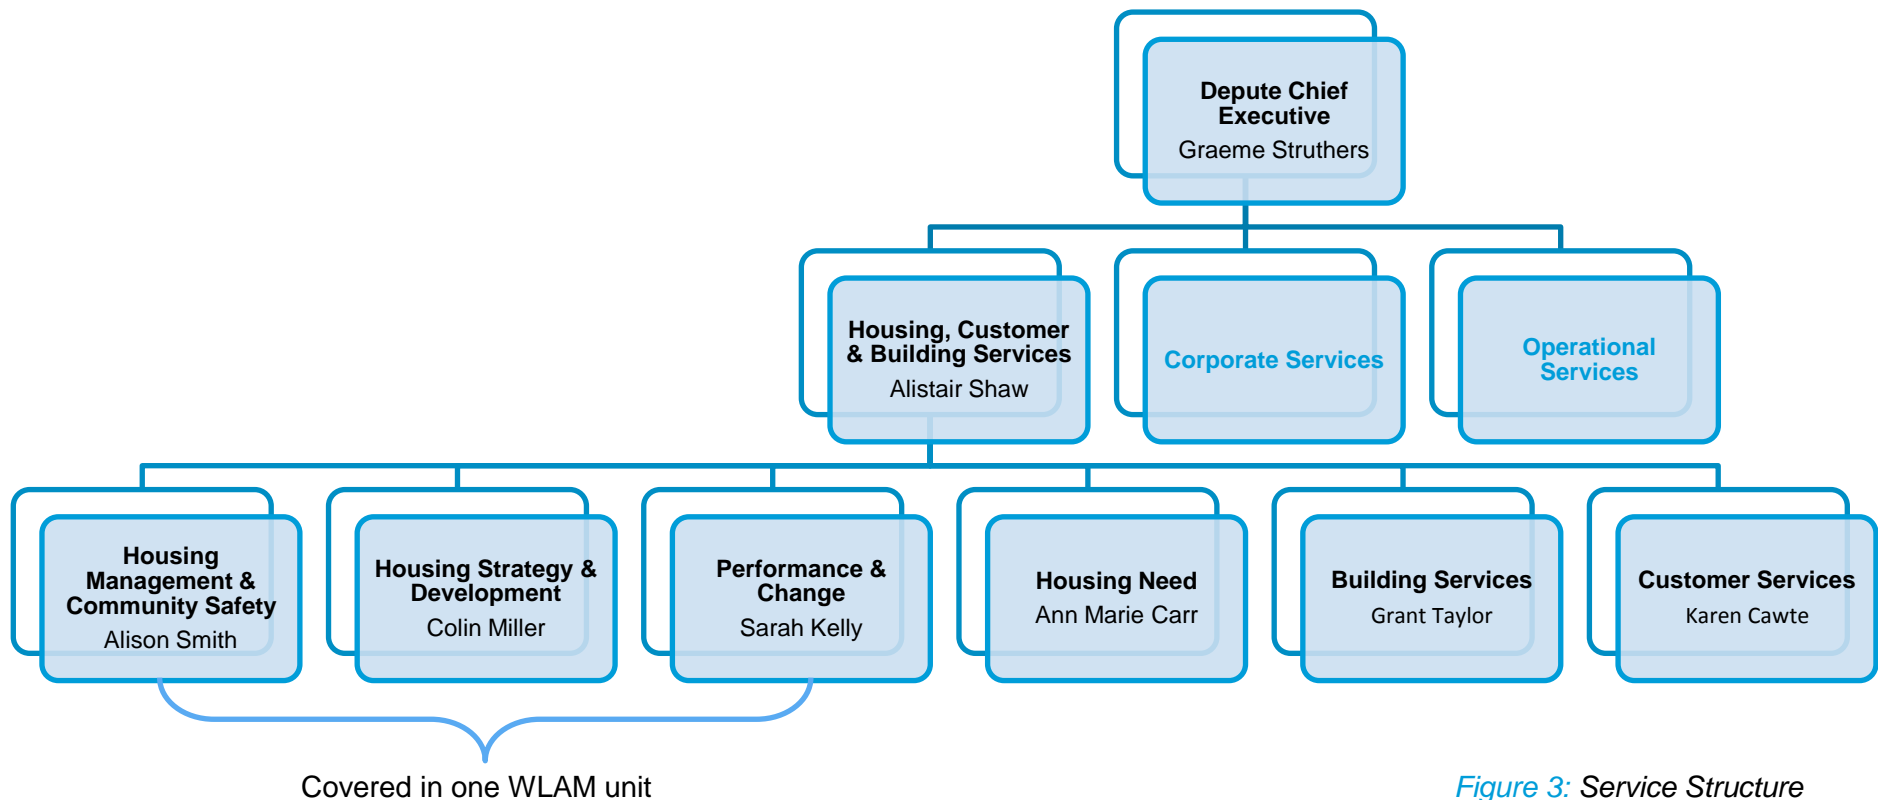 Depute Chief
Executive
Graeme Struthers
Housing, Customer
& Building Services
Alistair Shaw
Corporate Services
Operational
Services
Housing
Management &
Community Safety
Alison Smith
Housing Strategy &
Development
Colin Miller
Performance &
Change
Sarah Kelly
Housing Need
Ann Marie Carr
Building Services
Grant Taylor
Customer Services
Karen Cawte
Covered in one WLAM unit
Figure 3: Service Structure